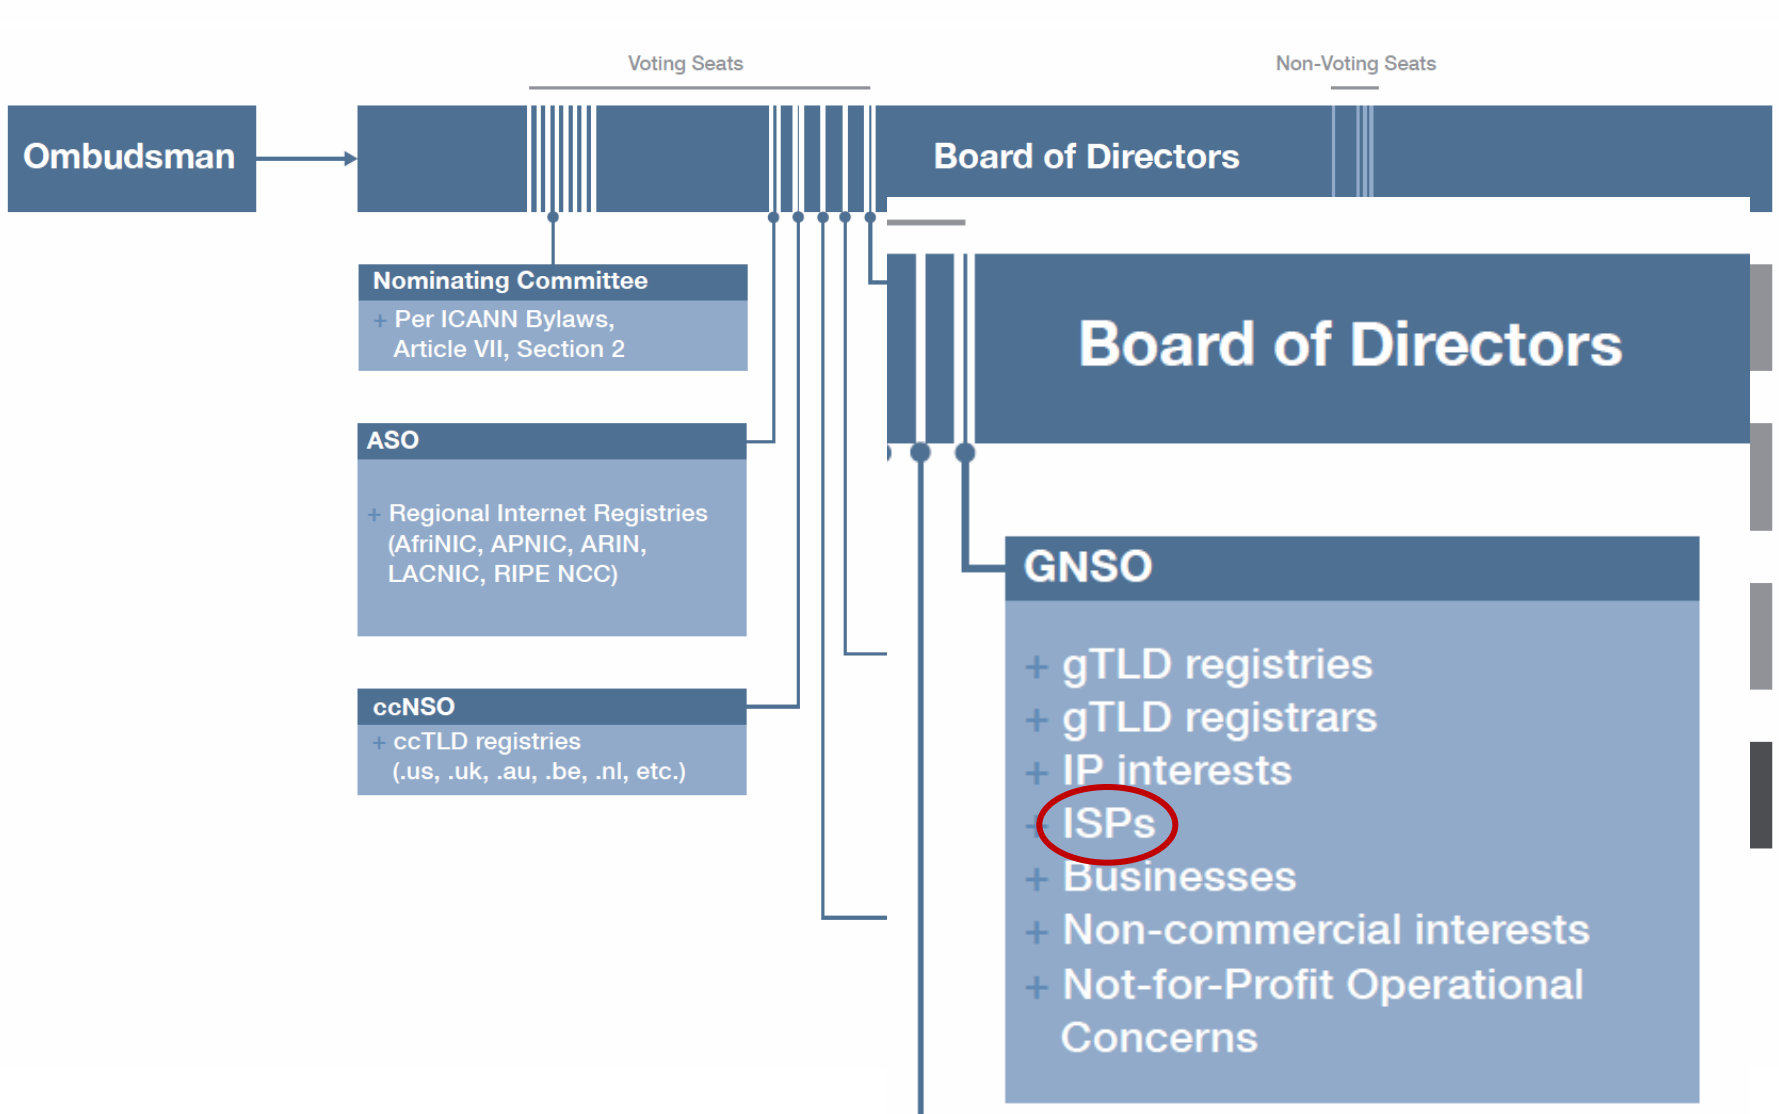 Voting Seats
Non-Voting Seats
Ombudsman
Board of Directors
Nominating Committee
+ Per ICANN Bylaws,
Article VII, Section 2
ASO
+ Regional Internet Registries
(AfriNIC, APNIC, ARIN,
LACNIC, RIPE NCC)
ccNSO
+ ccTLD registries
(.us, .uk, .au, .be, .nl, etc.)
Board of Directors
GNSO
+ gTLD registries
+ gTLD registrars
+ IP interests
+ ISPs
+ Businesses
+ Non-commercial interests
+ Not-for-Profit Operational
Concerns